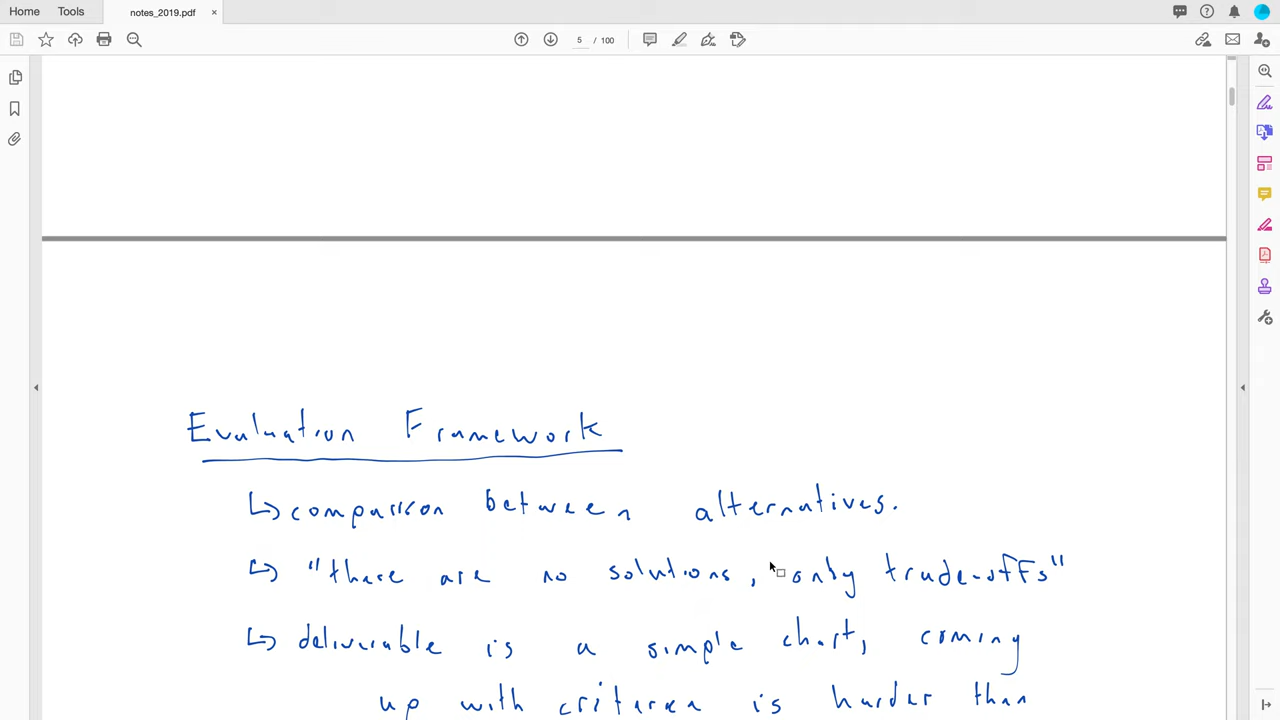 Home Tools notes_2019.pdf ×
5 / 100
Evaluation Framework
↳ comparison between alternatives.
↳ "there are no solutions, only trade-offs"
↳ deliverable is a simple chart, coming
up with criterea is harder than